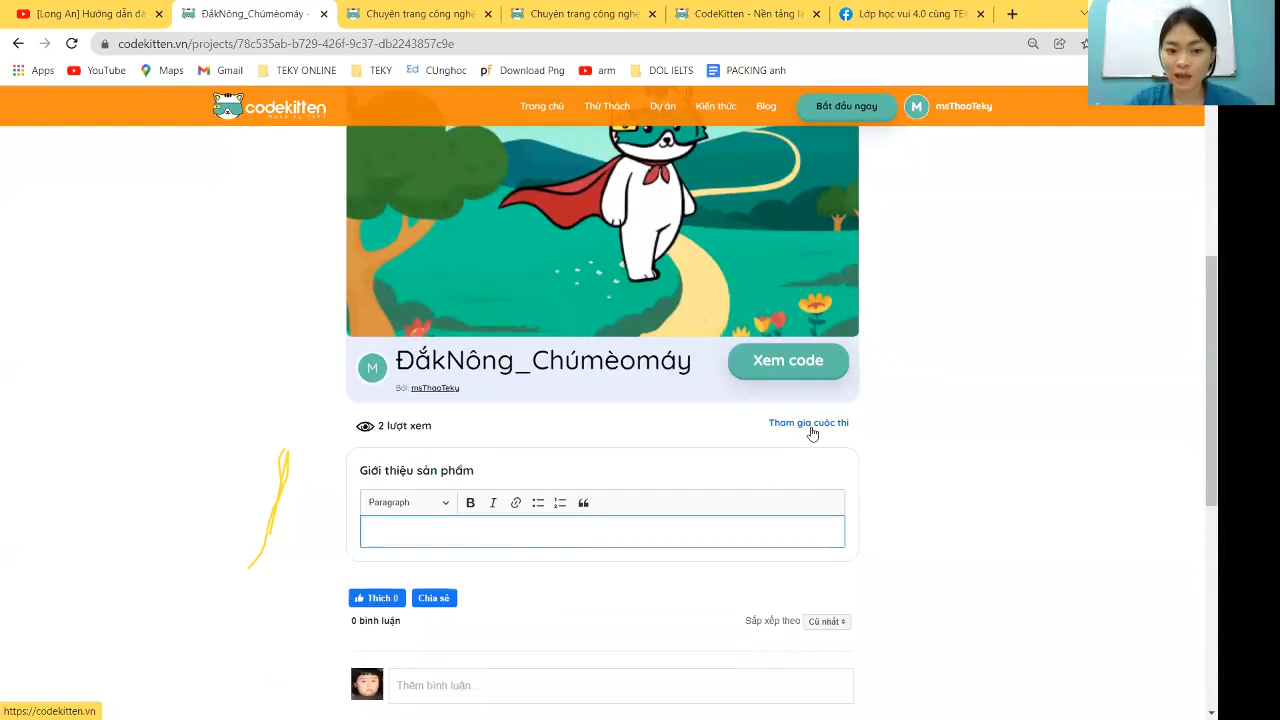 [Long An] Hướng dẫn đă
ĐắkNông_Chúmèomáy -
Chuyên trang công nghệ
Chuyên trang công nghệ
CodeKitten - Nền tảng lậ
Lớp học vui 4.0 cùng TEK
codekitten.vn/projects/78c535ab-b729-426f-9c37-db2243857c9e
Apps
YouTube
Maps
Gmail
TEKY ONLINE
TEKY
CUnghoc
Download Png
arm
DOL IELTS
PACKING anh
codekitten
Trang chủ
Thử Thách
Dự án
Kiến thức
Blog
Bắt đầu ngay
M
msThaoTeky
M
ĐắkNông_Chúmèomáy
Bởi: msThaoTeky
Xem code
2 lượt xem
Tham gia cuộc thi
Giới thiệu sản phẩm
Paragraph
B
I
Thích 0
Chia sẻ
0 bình luận
Sắp xếp theo
Cũ nhất
Thêm bình luận...
https://codekitten.vn